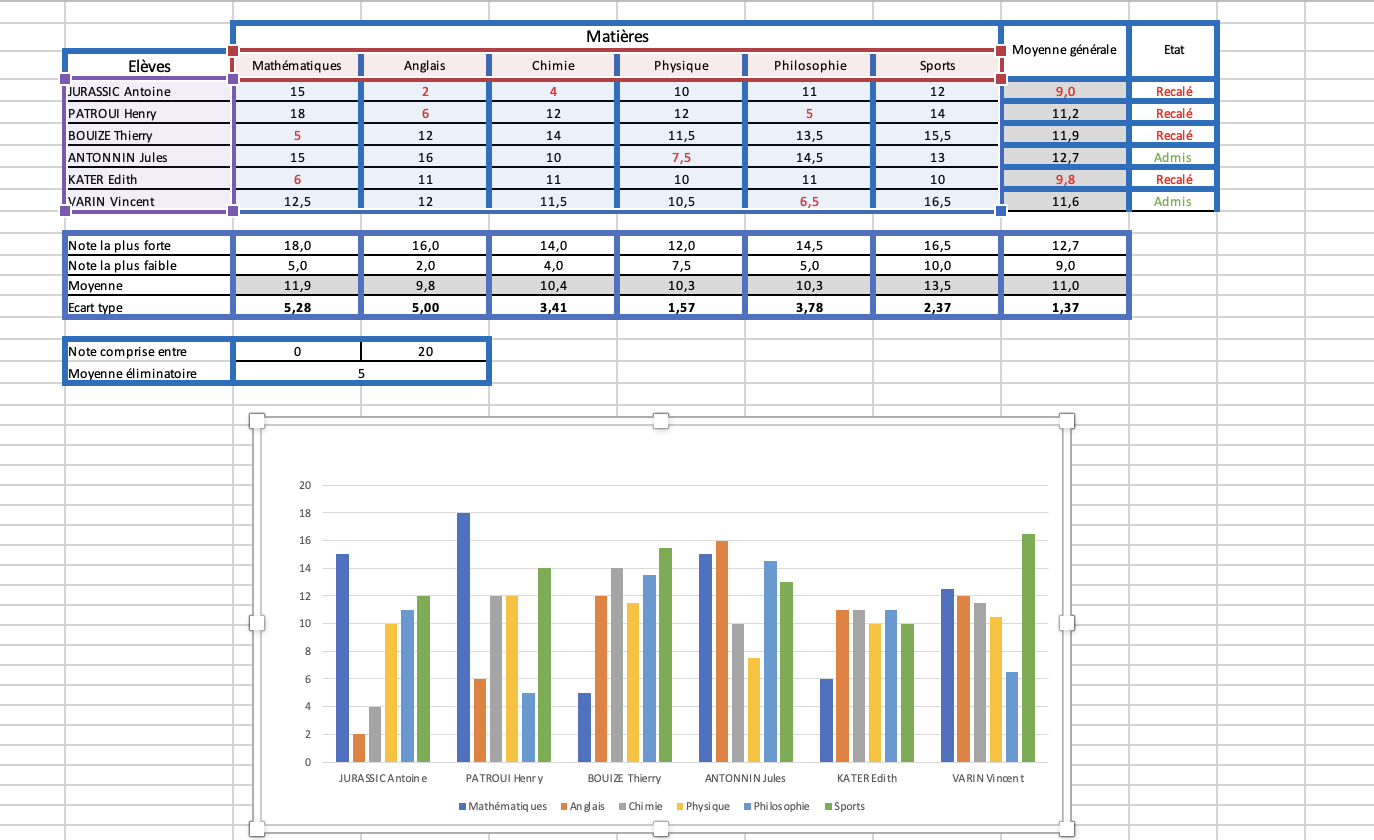 Matières
Moyenne générale Etat
Elèves Mathématiques Anglais Chimie Physique Philosophie Sports
JURASSIC Antoine 15 2 4 10 11 12 9,0 Recalé
PATROUI Henry 18 6 12 12 5 14 11,2 Recalé
BOUIZE Thierry 5 12 14 11,5 13,5 15,5 11,9 Recalé
ANTONNIN Jules 15 16 10 7,5 14,5 13 12,7 Admis
KATER Edith 6 11 11 10 11 10 9,8 Recalé
VARIN Vincent 12,5 12 11,5 10,5 6,5 16,5 11,6 Admis
Note la plus forte 18,0 16,0 14,0 12,0 14,5 16,5 12,7
Note la plus faible 5,0 2,0 4,0 7,5 5,0 10,0 9,0
Moyenne 11,9 9,8 10,4 10,3 10,3 13,5 11,0
Ecart type 5,28 5,00 3,41 1,57 3,78 2,37 1,37
Note comprise entre 0 20
Moyenne éliminatoire 5
20
18
16
14
12
10
8
6
4
2
0
JURASSIC Antoine PATROUI Henry BOUIZE Thierry ANTONNIN Jules KATER Edith VARIN Vincent
Mathématiques Anglais Chimie Physique Philosophie Sports